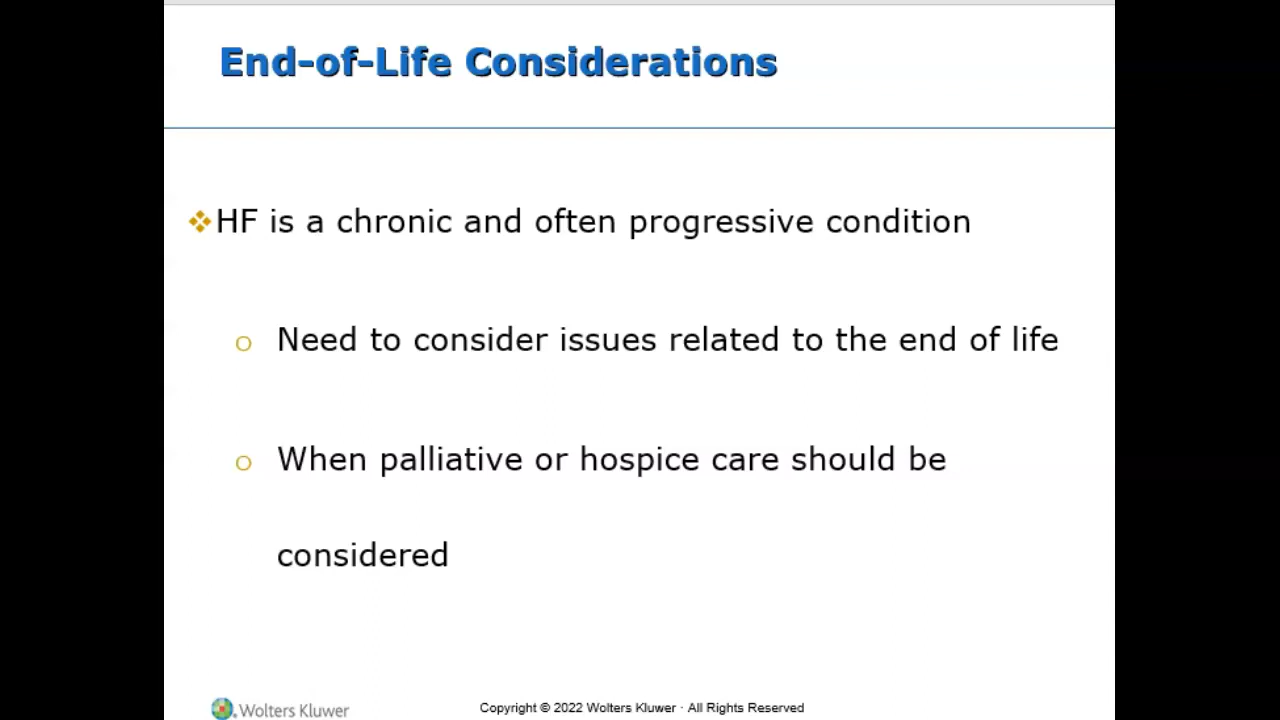 End-of-Life Considerations
❖HF is a chronic and often progressive condition
o Need to consider issues related to the end of life
o When palliative or hospice care should be
considered
Wolters Kluwer
Copyright © 2022 Wolters Kluwer · All Rights Reserved